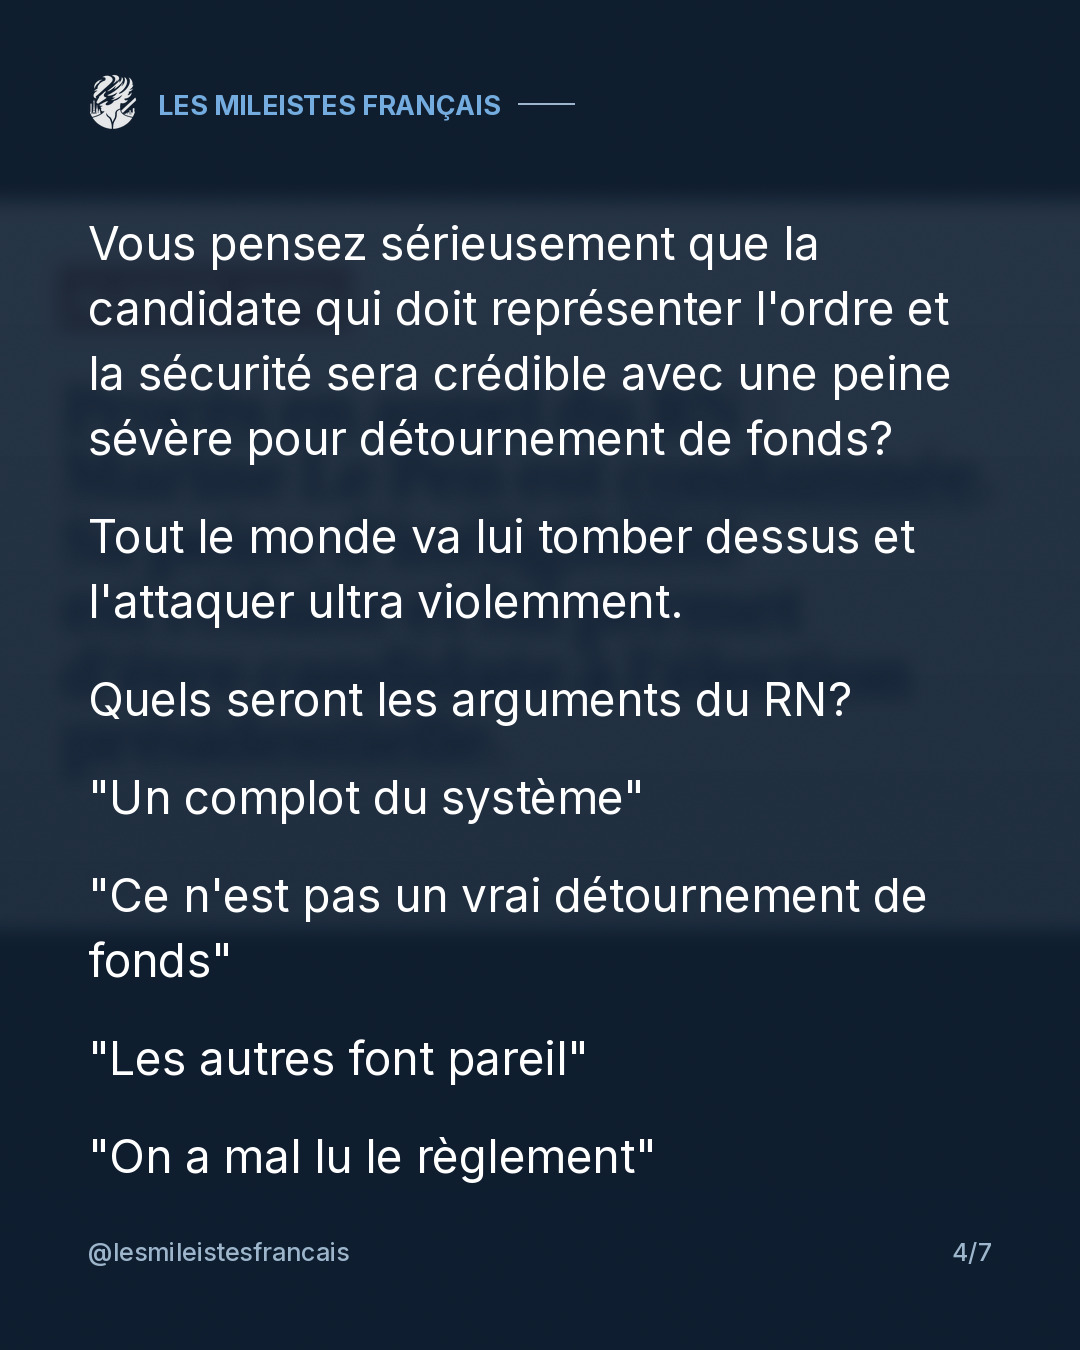 LES MILEISTES FRANÇAIS
Vous pensez sérieusement que la
candidate qui doit représenter l'ordre et
la sécurité sera crédible avec une peine
sévère pour détournement de fonds?
Tout le monde va lui tomber dessus et
l'attaquer ultra violemment.
Quels seront les arguments du RN?
"Un complot du système"
"Ce n'est pas un vrai détournement de
fonds"
"Les autres font pareil"
"On a mal lu le règlement"
@lesmileistesfrancais
4/7